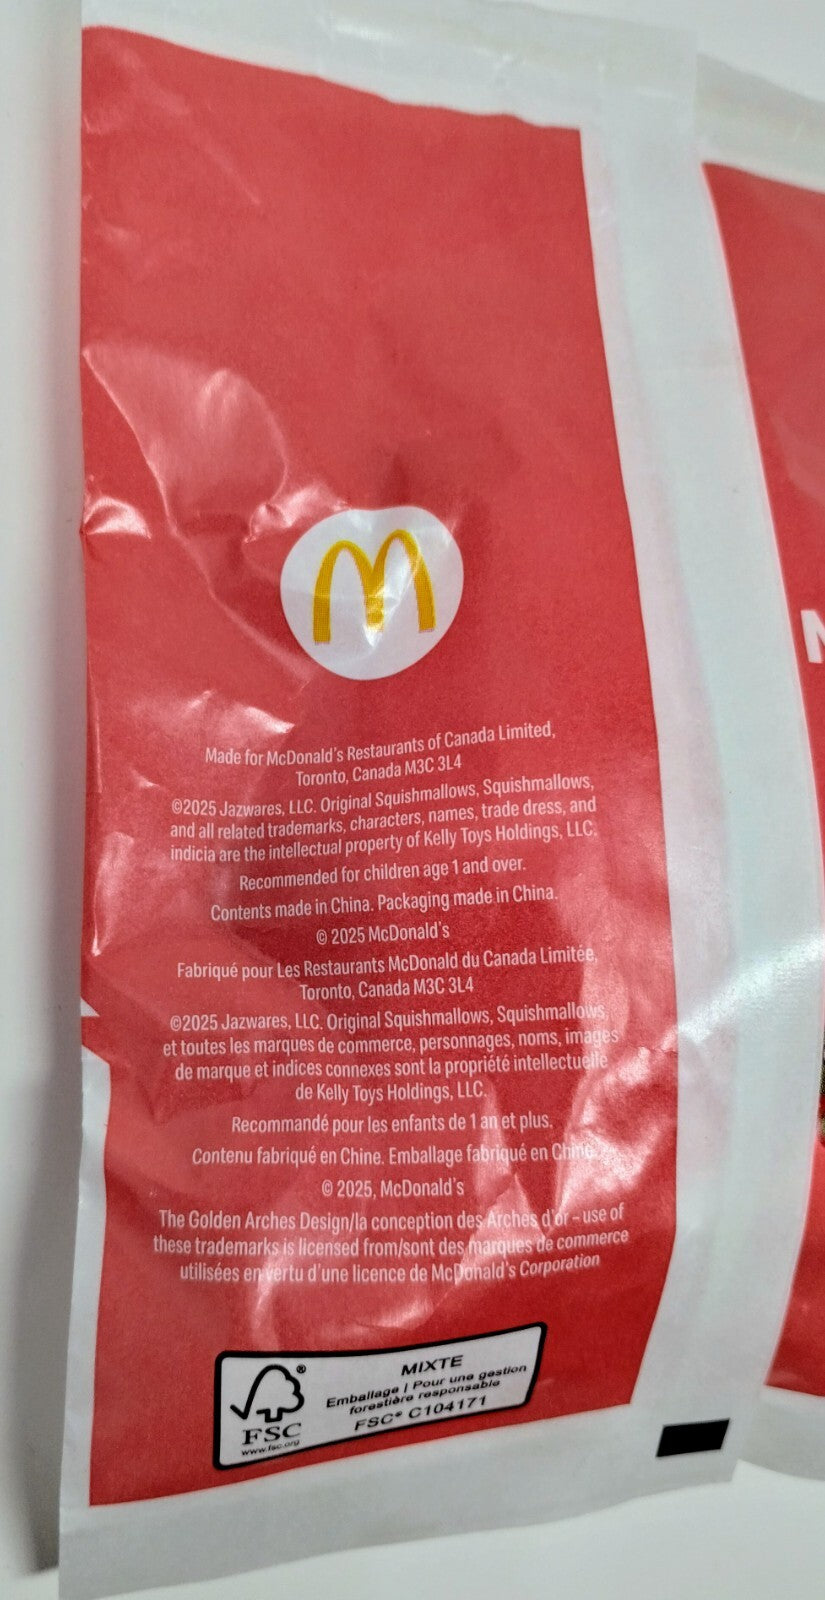 Made for McDonald's Restaurants of Canada Limited,
Toronto, Canada M3C 3L4
©2025 Jazwares, LLC. Original Squishmallows, Squishmallows,
and all related trademarks, characters, names, trade dress, and
indicia are the intellectual property of Kelly Toys Holdings, LLC.
Recommended for children age 1 and over.
Contents made in China. Packaging made in China.
© 2025 McDonald's
Fabriqué pour Les Restaurants McDonald du Canada Limitée,
Toronto, Canada M3C 3L4
©2025 Jazwares, LLC. Original Squishmallows, Squishmallows,
et toutes les marques de commerce, personnages, noms, images
de marque et indices connexes sont la propriété intellectuelle
de Kelly Toys Holdings, LLC.
Recommandé pour les enfants de 1 an et plus.
Contenu fabriqué en Chine. Emballage fabriqué en Chine.
© 2025, McDonald's
The Golden Arches Design/la conception des Arches d'or – use of
these trademarks is licensed from/sont des marques de commerce
utilisées en vertu d'une licence de McDonald's Corporation
MIXTE
Emballage | Pour une gestion
forestière responsable
FSC® C104171
FSC
www.fsc.org